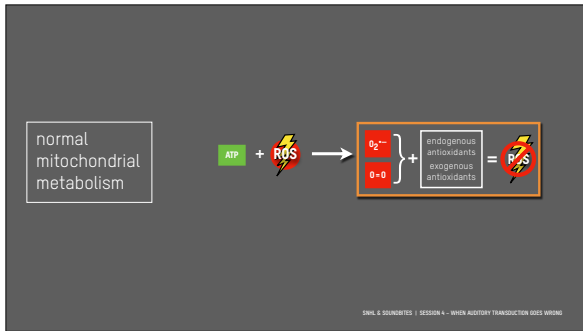 normal
mitochondrial
metabolism
ATP + ROS
O₂•—
O=O
+
endogenous
antioxidants
exogenous
antioxidants
= ROS
SNHL & SOUNDBITES | SESSION 4 – WHEN AUDITORY TRANSDUCTION GOES WRONG